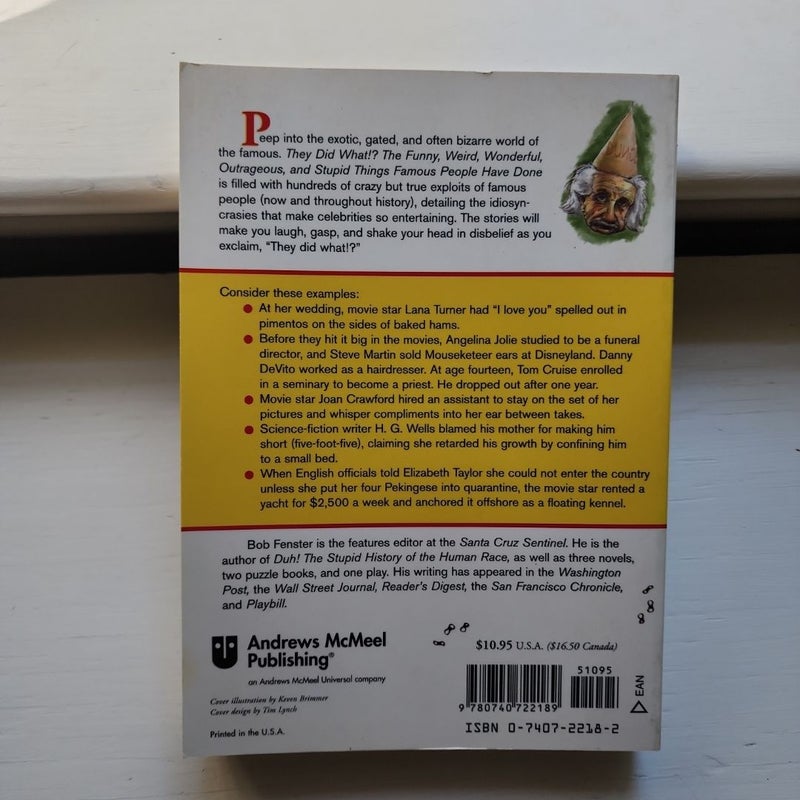 Peep into the exotic, gated, and often bizarre world of
the famous. They Did What!? The Funny, Weird, Wonderful,
Outrageous, and Stupid Things Famous People Have Done
is filled with hundreds of crazy but true exploits of famous
people (now and throughout history), detailing the idiosyn-
crasies that make celebrities so entertaining. The stories will
make you laugh, gasp, and shake your head in disbelief as you
exclaim, “They did what!?”
Consider these examples:
● At her wedding, movie star Lana Turner had “I love you” spelled out in
pimentos on the sides of baked hams.
● Before they hit it big in the movies, Angelina Jolie studied to be a funeral
director, and Steve Martin sold Mouseketeer ears at Disneyland. Danny
DeVito worked as a hairdresser. At age fourteen, Tom Cruise enrolled
in a seminary to become a priest. He dropped out after one year.
● Movie star Joan Crawford hired an assistant to stay on the set of her
pictures and whisper compliments into her ear between takes.
● Science-fiction writer H. G. Wells blamed his mother for making him
short (five-foot-five), claiming she retarded his growth by confining him
to a small bed.
● When English officials told Elizabeth Taylor she could not enter the country
unless she put her four Pekingese into quarantine, the movie star rented a
yacht for $2,500 a week and anchored it offshore as a floating kennel.
Bob Fenster is the features editor at the Santa Cruz Sentinel. He is the
author of Duh! The Stupid History of the Human Race, as well as three novels,
two puzzle books, and one play. His writing has appeared in the Washington
Post, the Wall Street Journal, Reader's Digest, the San Francisco Chronicle,
and Playbill.
Andrews McMeel
Publishing®
an Andrews McMeel Universal company
Cover illustration by Keven Brimmer
Cover design by Tim Lynch
Printed in the U.S.A.
$10.95 U.S.A. ($16.50 Canada)
51095
EAN
9 780740 722189
ISBN 0-7407-2218-2